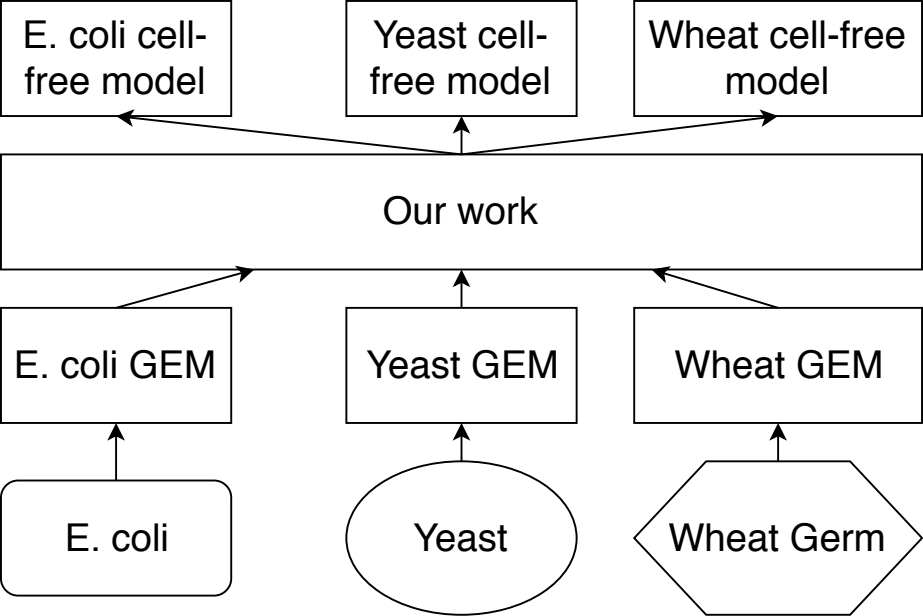 E. coli cell-
free model
Yeast cell-
free model
Wheat cell-free
model
Our work
E. coli GEM
Yeast GEM
Wheat GEM
E. coli
Yeast
Wheat Germ